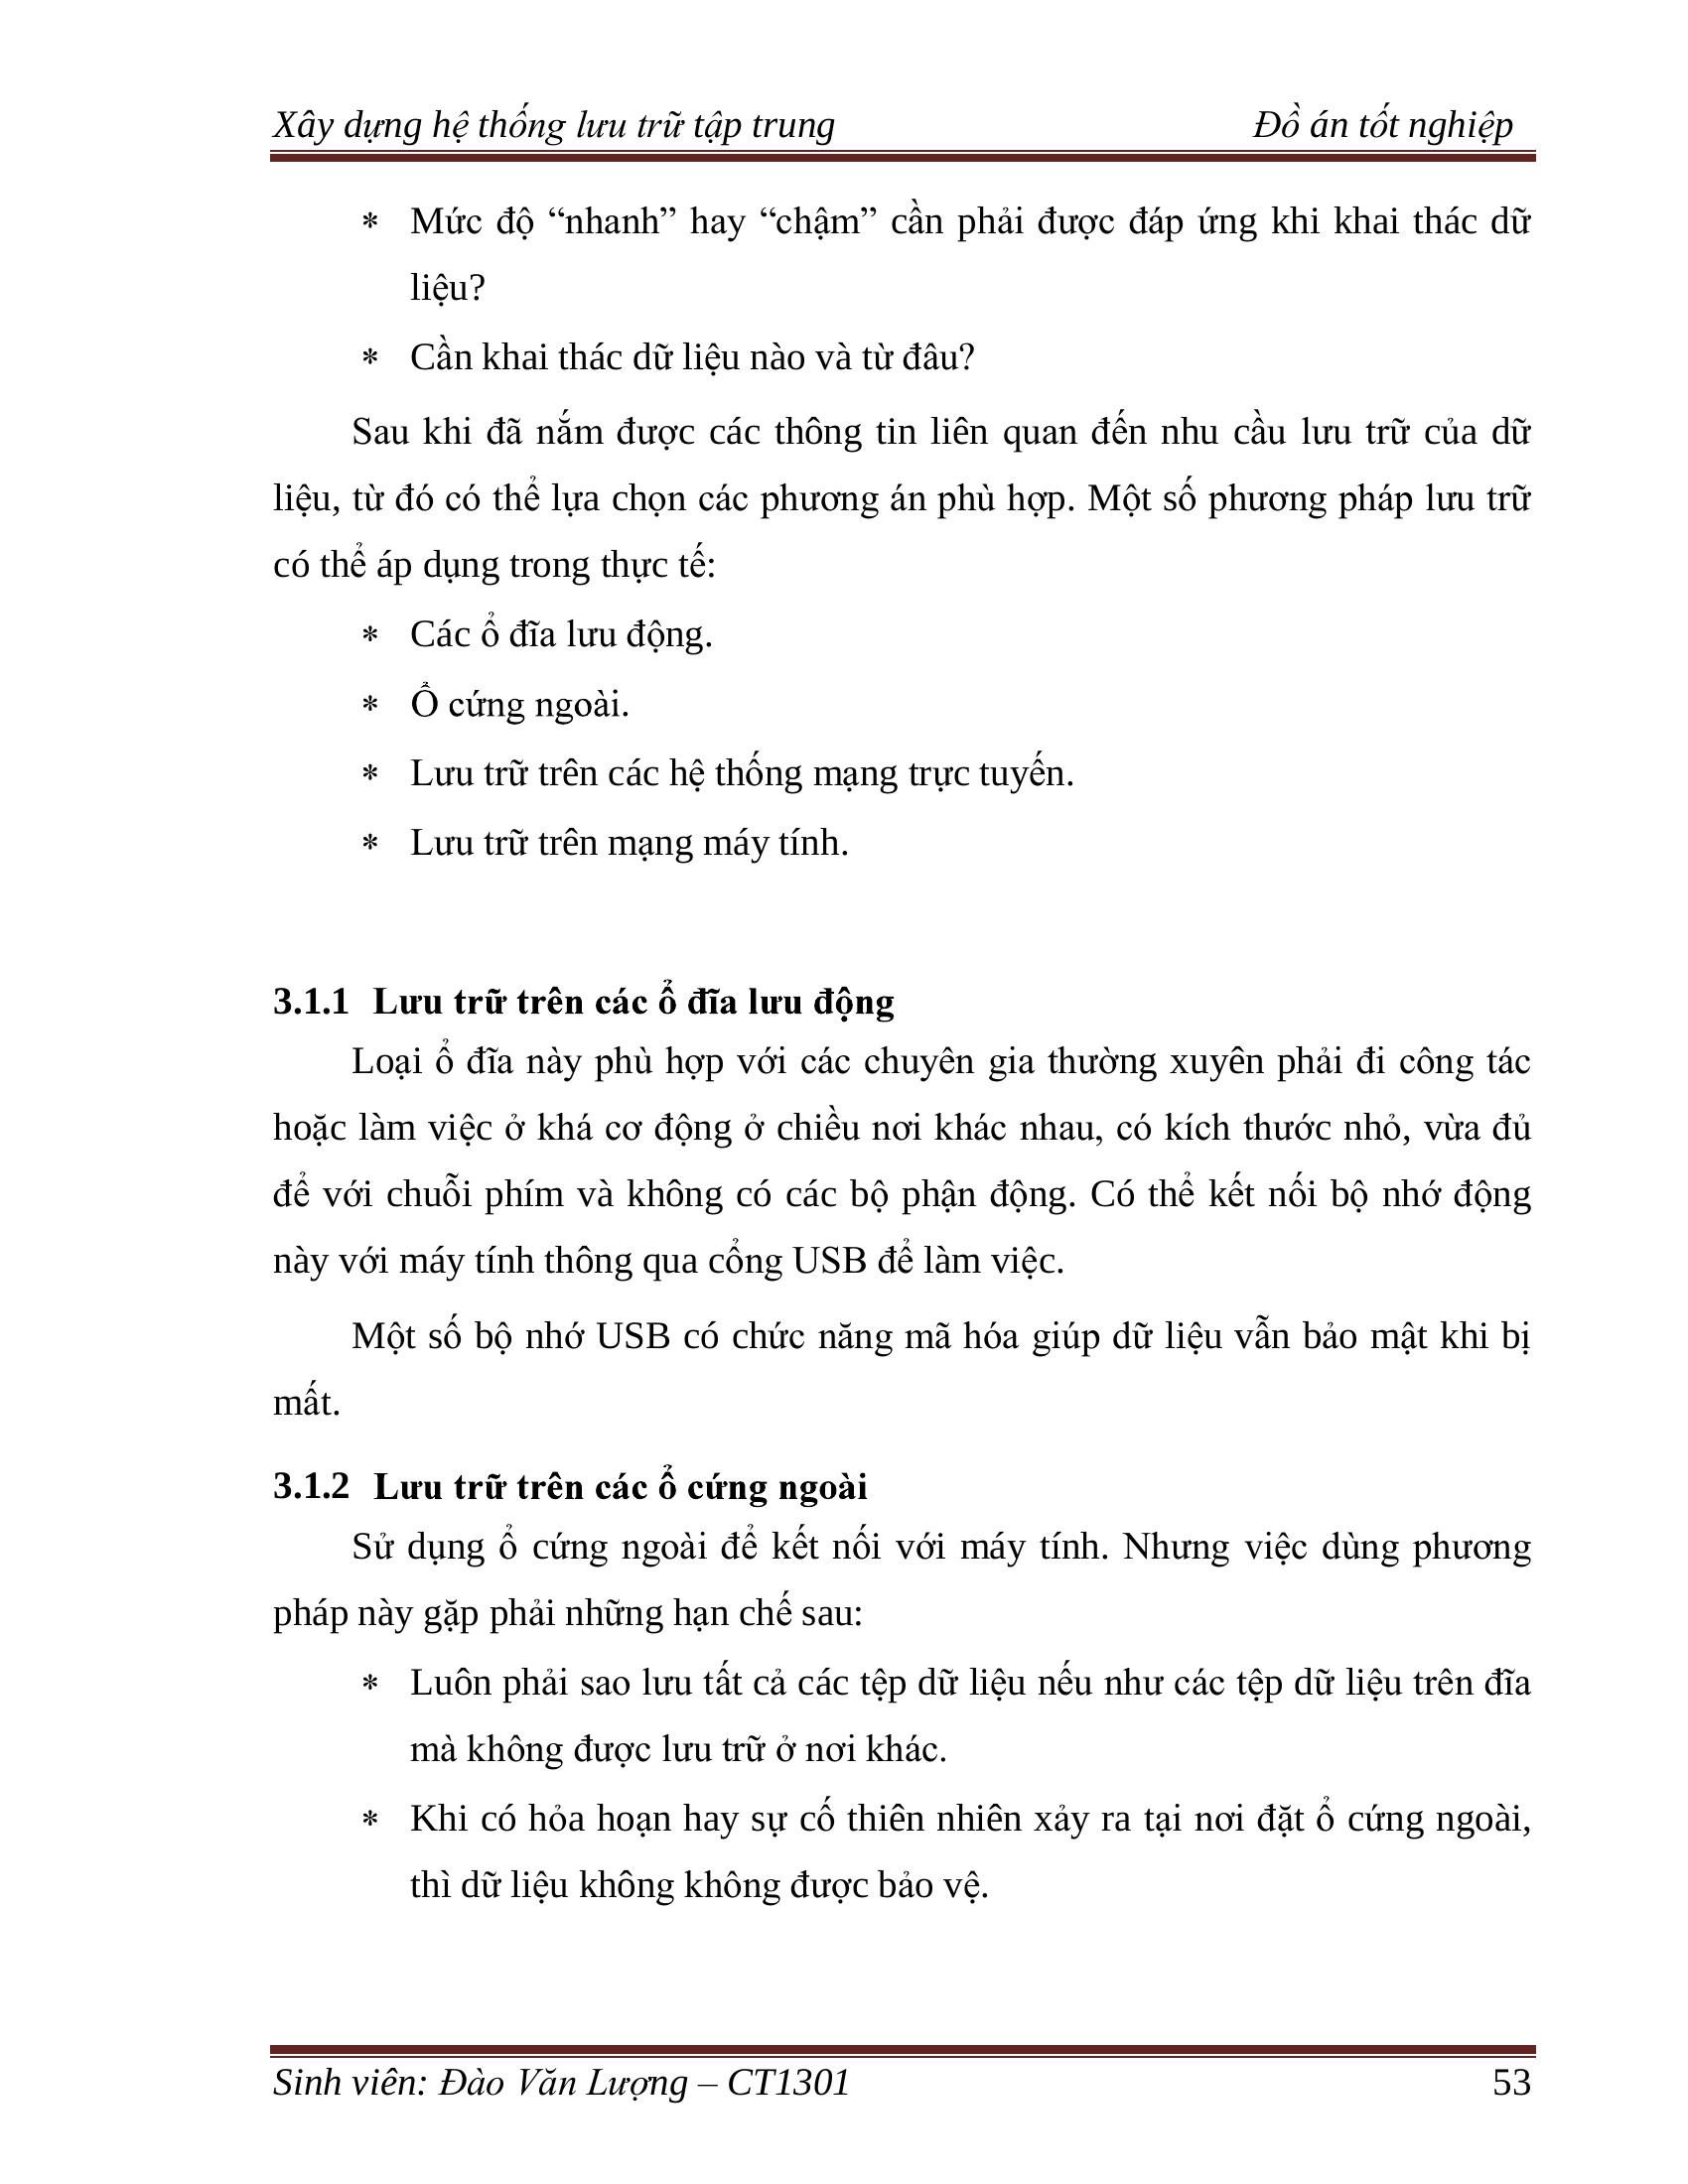 Xây dựng hệ thống lưu trữ tập trung Đồ án tốt nghiệp
* Mức độ “nhanh” hay “chậm” cần phải được đáp ứng khi khai thác dữ
liệu?
* Cần khai thác dữ liệu nào và từ đâu?
Sau khi đã nắm được các thông tin liên quan đến nhu cầu lưu trữ của dữ
liệu, từ đó có thể lựa chọn các phương án phù hợp. Một số phương pháp lưu trữ
có thể áp dụng trong thực tế:
* Các ổ đĩa lưu động.
* Ổ cứng ngoài.
* Lưu trữ trên các hệ thống mạng trực tuyến.
* Lưu trữ trên mạng máy tính.
3.1.1 Lưu trữ trên các ổ đĩa lưu động
Loại ổ đĩa này phù hợp với các chuyên gia thường xuyên phải đi công tác
hoặc làm việc ở khá cơ động ở chiều nơi khác nhau, có kích thước nhỏ, vừa đủ
để với chuỗi phím và không có các bộ phận động. Có thể kết nối bộ nhớ động
này với máy tính thông qua cổng USB để làm việc.
Một số bộ nhớ USB có chức năng mã hóa giúp dữ liệu vẫn bảo mật khi bị
mất.
3.1.2 Lưu trữ trên các ổ cứng ngoài
Sử dụng ổ cứng ngoài để kết nối với máy tính. Nhưng việc dùng phương
pháp này gặp phải những hạn chế sau:
* Luôn phải sao lưu tất cả các tệp dữ liệu nếu như các tệp dữ liệu trên đĩa
mà không được lưu trữ ở nơi khác.
* Khi có hỏa hoạn hay sự cố thiên nhiên xảy ra tại nơi đặt ổ cứng ngoài,
thì dữ liệu không không được bảo vệ.
Sinh viên: Đào Văn Lượng – CT1301 53